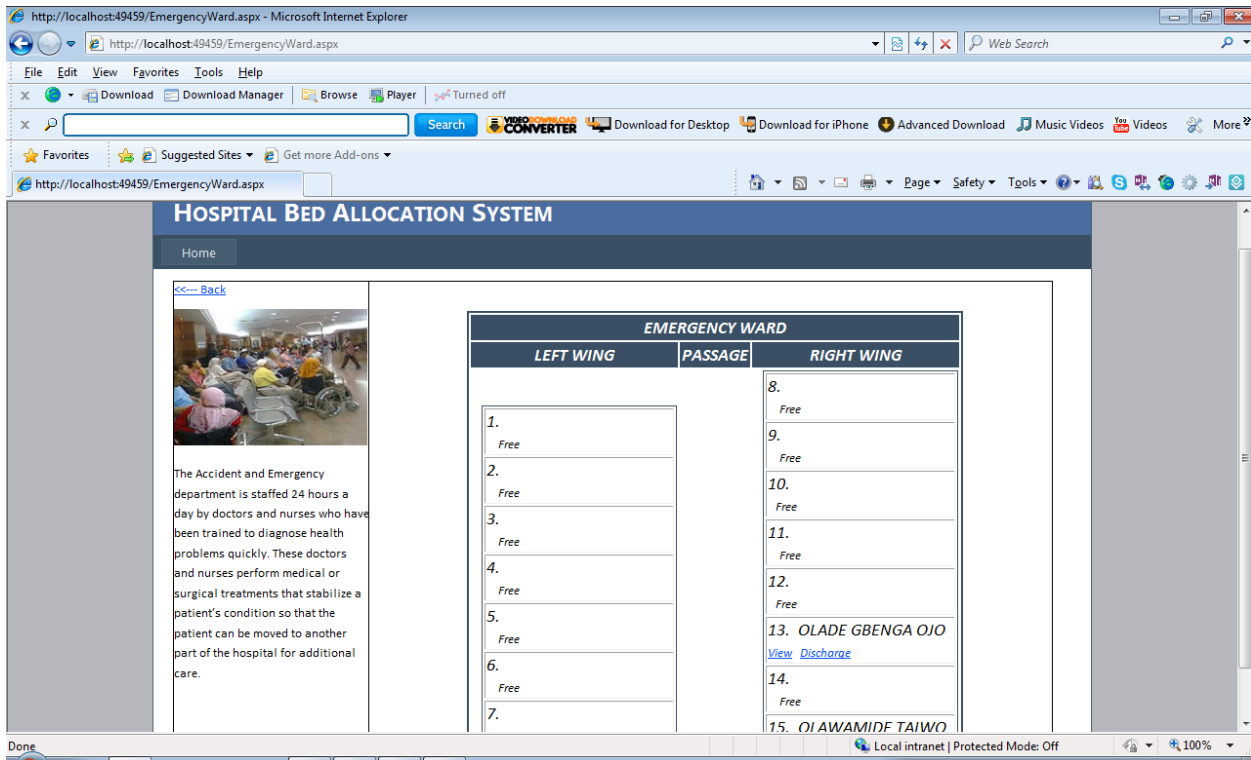 http://localhost:49459/EmergencyWard.aspx - Microsoft Internet Explorer
http://localhost:49459/EmergencyWard.aspx
Web Search
File Edit View Favorites Tools Help
x Download Download Manager Browse Player Turned off
x Search VIDEO DOWNLOAD CONVERTER Download for Desktop Download for iPhone Advanced Download Music Videos You Tube Videos More »
Favorites Suggested Sites Get more Add-ons
http://localhost:49459/EmergencyWard.aspx
Page Safety Tools
HOSPITAL BED ALLOCATION SYSTEM
Home
<<--- Back
The Accident and Emergency
department is staffed 24 hours a
day by doctors and nurses who have
been trained to diagnose health
problems quickly. These doctors
and nurses perform medical or
surgical treatments that stabilize a
patient's condition so that the
patient can be moved to another
part of the hospital for additional
care.
EMERGENCY WARD
LEFT WING PASSAGE RIGHT WING
1.
Free
2.
Free
3.
Free
4.
Free
5.
Free
6.
Free
7.
8.
Free
9.
Free
10.
Free
11.
Free
12.
Free
13. OLADE GBENGA OJO
View Discharge
14.
Free
15. OLAWAMIDE TAIWO
Done
Local intranet | Protected Mode: Off
100%